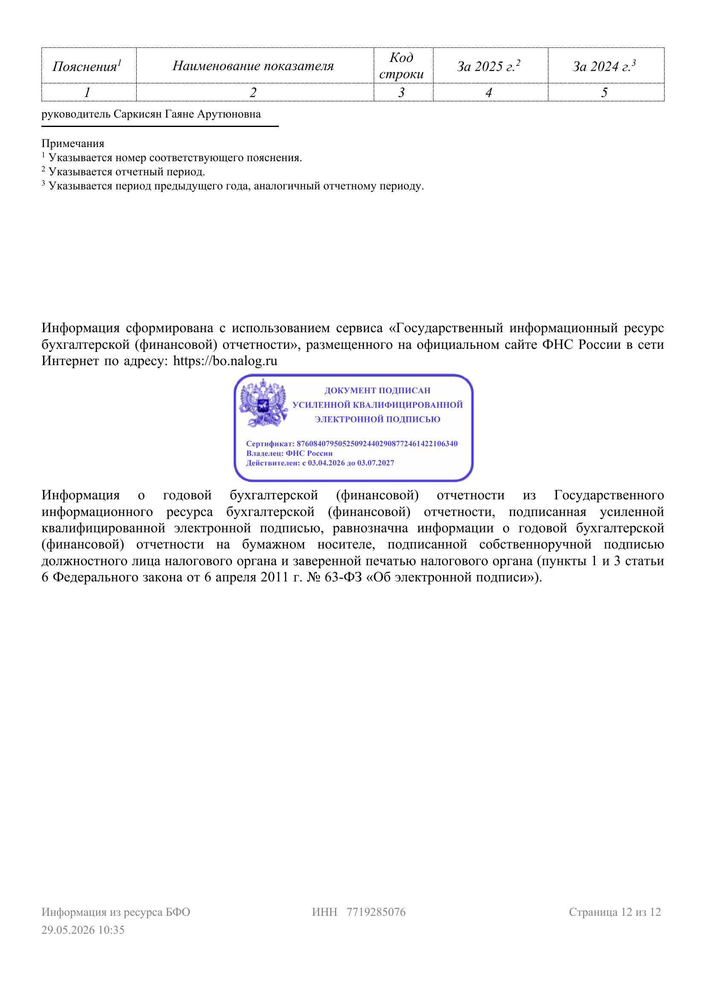 Пояснения¹
Наименование показателя
Код
строки
За 2025 г.²
За 2024 г.³
1
2
3
4
5
руководитель Саркисян Гаяне Арутюновна
Примечания
¹ Указывается номер соответствующего пояснения.
² Указывается отчетный период.
³ Указывается период предыдущего года, аналогичный отчетному периоду.
Информация сформирована с использованием сервиса «Государственный информационный ресурс
бухгалтерской (финансовой) отчетности», размещенного на официальном сайте ФНС России в сети
Интернет по адресу: https://bo.nalog.ru
ДОКУМЕНТ ПОДПИСАН
УСИЛЕННОЙ КВАЛИФИЦИРОВАННОЙ
ЭЛЕКТРОННОЙ ПОДПИСЬЮ
Сертификат: 87608407950525092440290877246142210634​0
Владелец: ФНС России
Действителен: с 03.04.2026 до 03.07.2027
Информация о годовой бухгалтерской (финансовой) отчетности из Государственного
информационного ресурса бухгалтерской (финансовой) отчетности, подписанная усиленной
квалифицированной электронной подписью, равнозначна информации о годовой бухгалтерской
(финансовой) отчетности на бумажном носителе, подписанной собственноручной подписью
должностного лица налогового органа и заверенной печатью налогового органа (пункты 1 и 3 статьи
6 Федерального закона от 6 апреля 2011 г. № 63-ФЗ «Об электронной подписи»).
Информация из ресурса БФО
ИНН 7719285076
Страница 12 из 12
29.05.2026 10:35